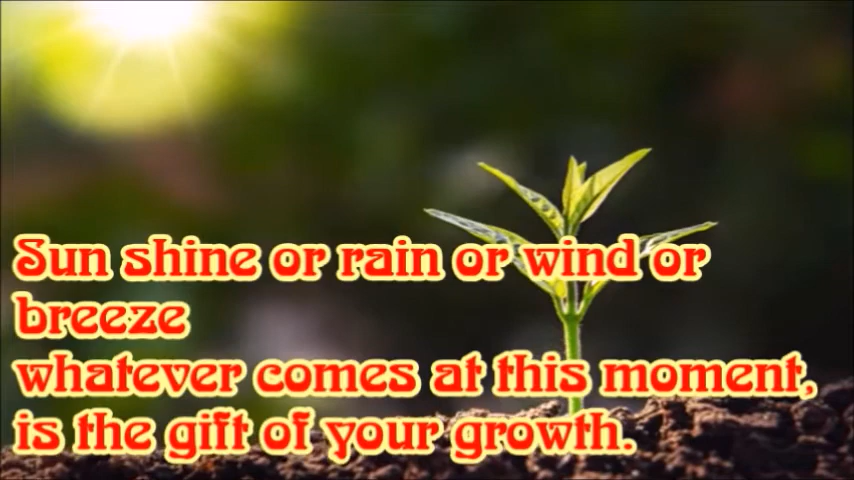 Sun shine or rain or wind or
breeze
whatever comes at this moment,
is the gift of your growth.